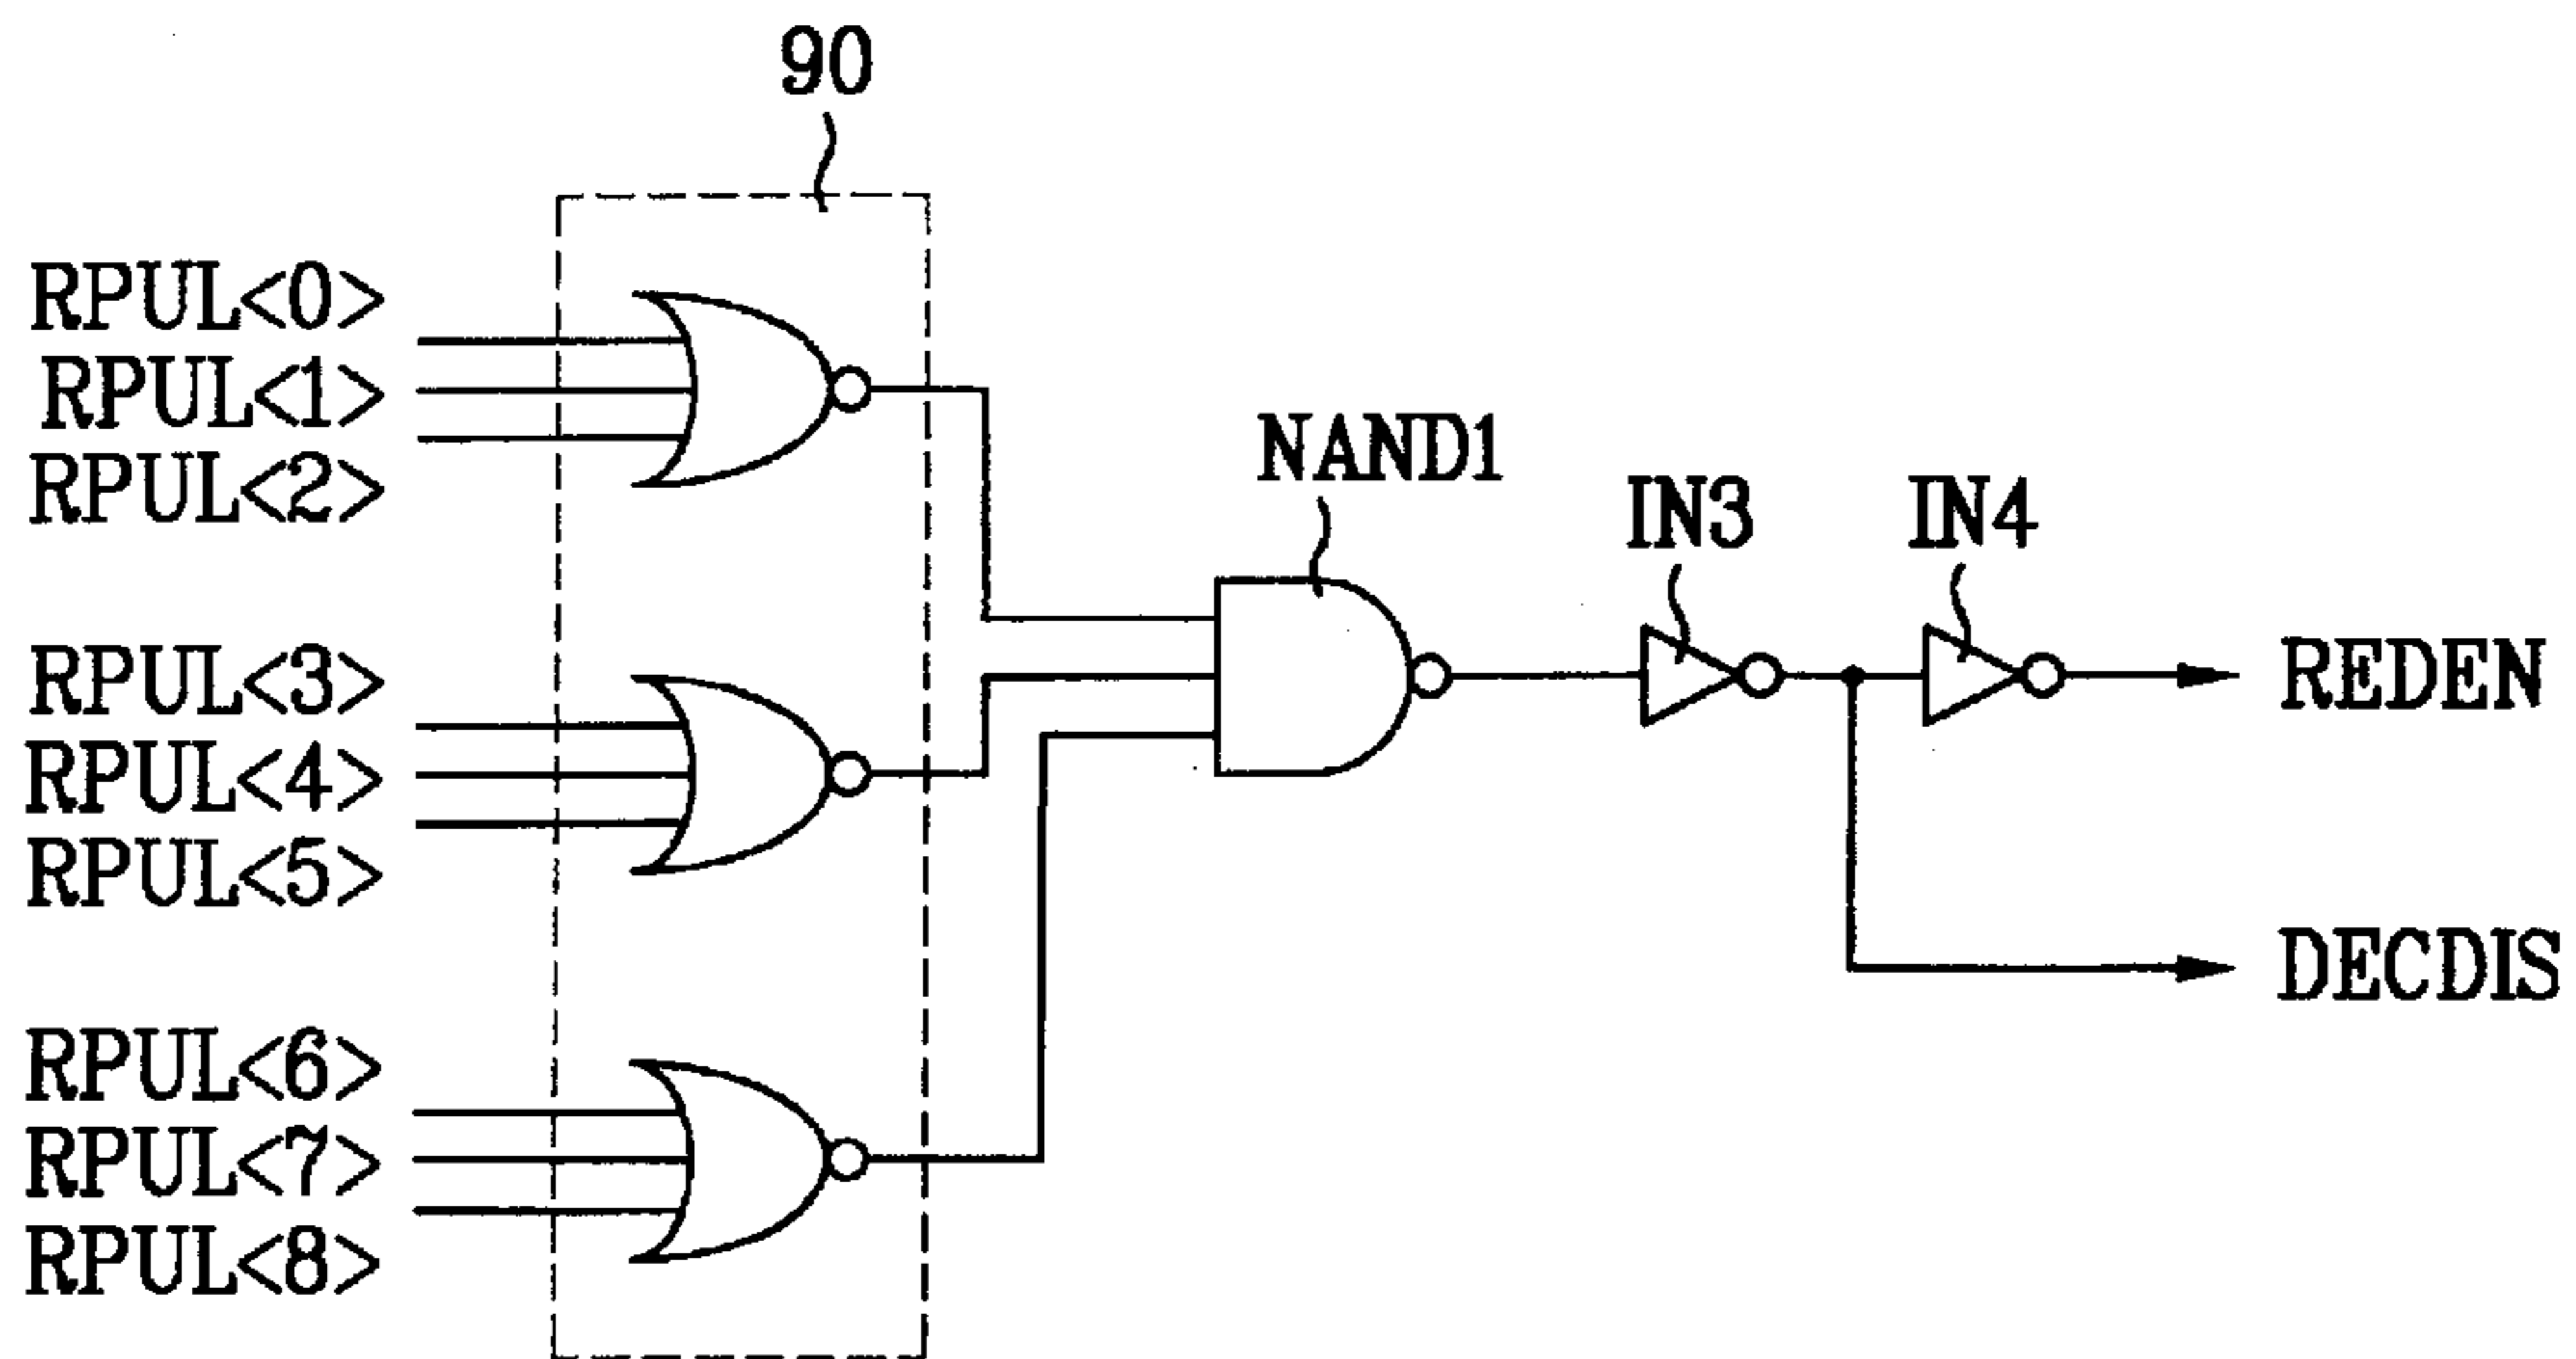 90
RPUL<0>
RPUL<1>
RPUL<2>
NAND1
IN3
IN4
RPUL<3>
RPUL<4>
RPUL<5>
REDEN
DECDIS
RPUL<6>
RPUL<7>
RPUL<8>